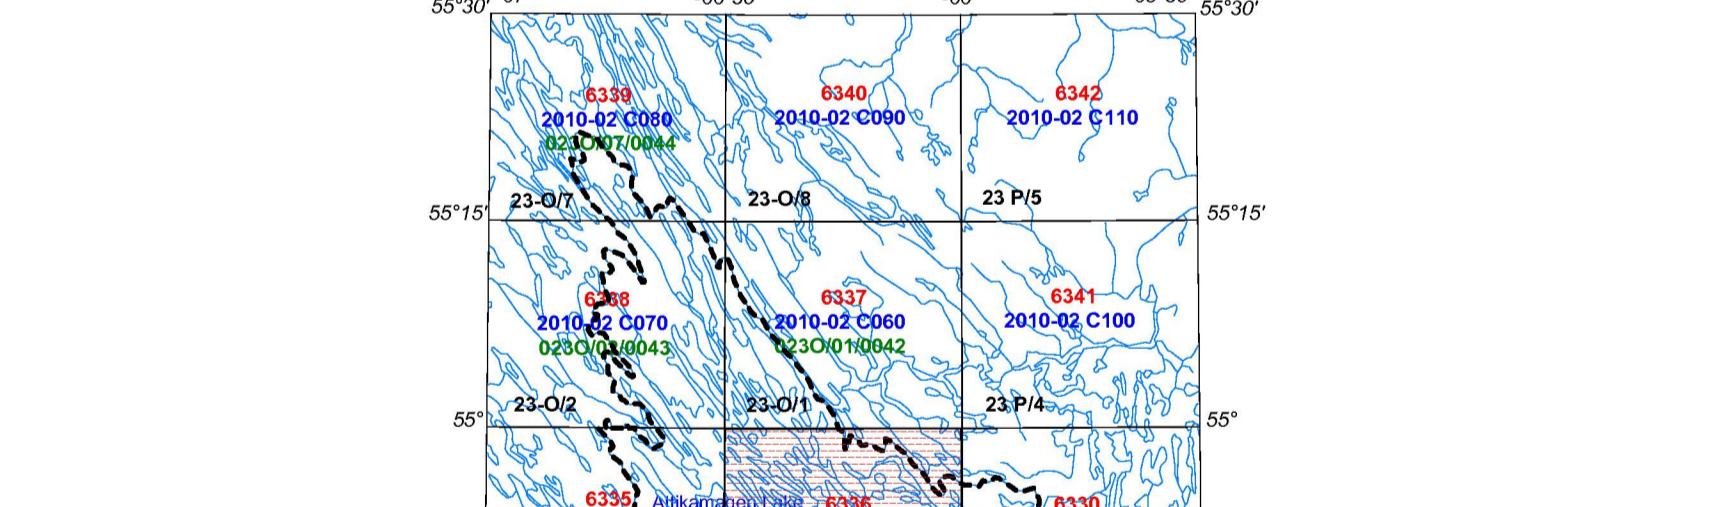 55°30'
55°30'
6339
2010-02 C080
023O/07/0044
6340
2010-02 C090
6342
2010-02 C110
23-O/7
23-O/8
23 P/5
55°15'
55°15'
6338
2010-02 C070
023O/02/0043
6337
2010-02 C060
023O/01/0042
6341
2010-02 C100
23-O/2
23-O/1
23 P/4
55°
55°
6335
Attikamagen Lake
6336
6330